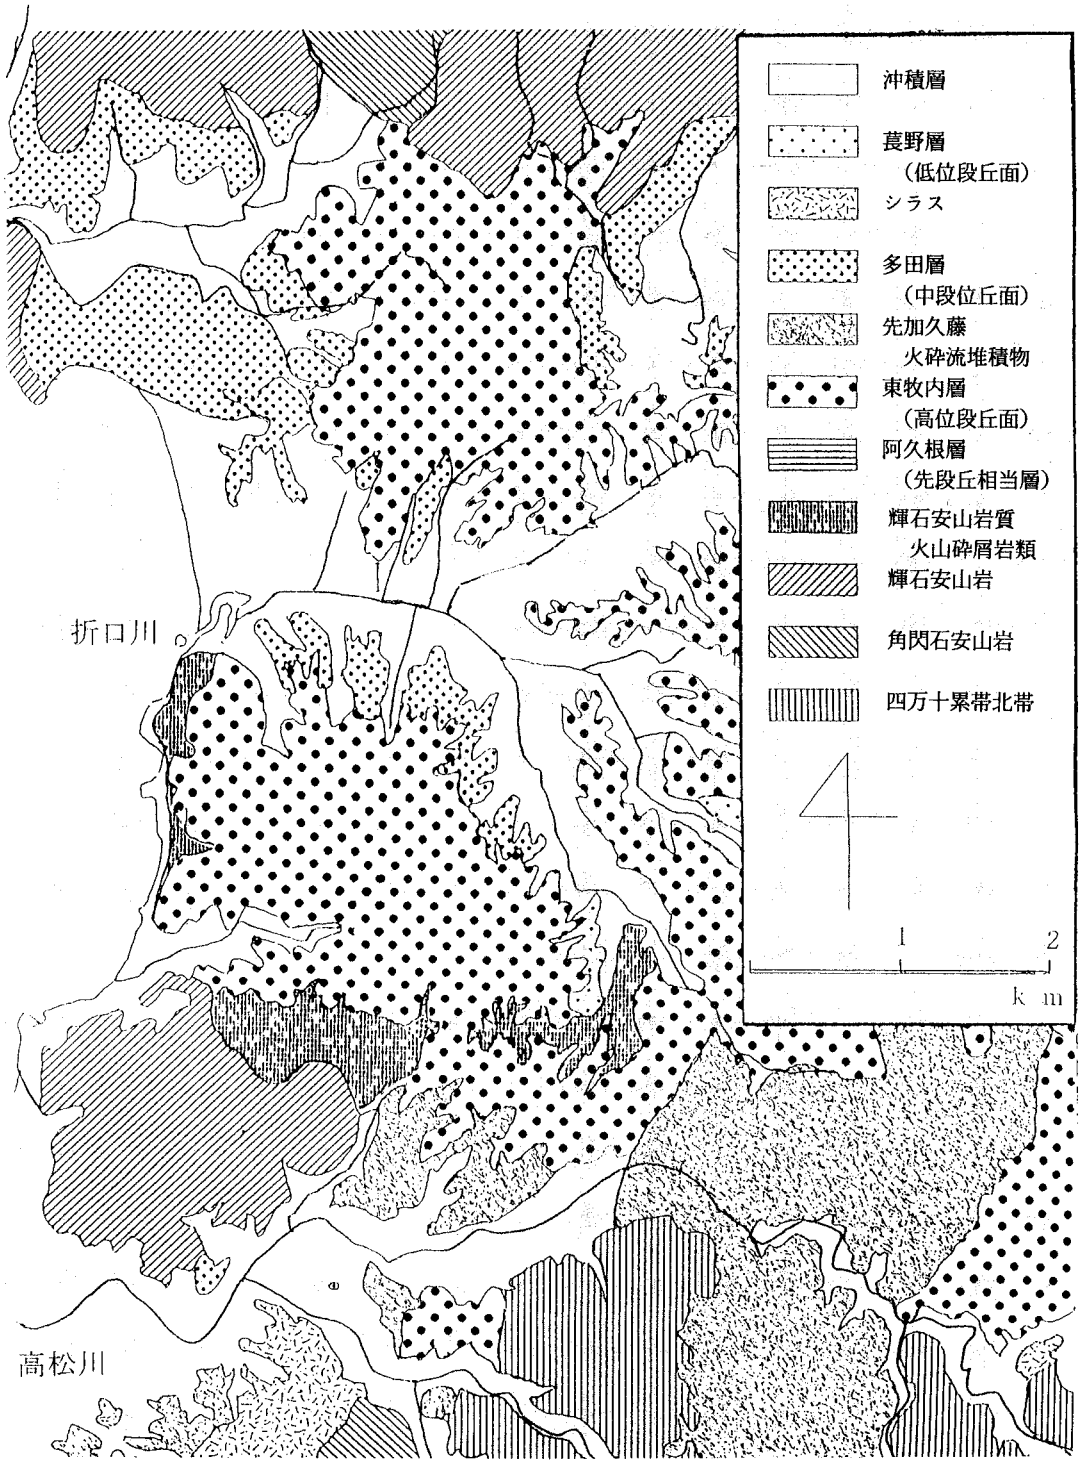 沖積層
莨野層
(低位段丘面)
シラス
多田層
(中段位丘面)
先加久藤
火砕流堆積物
東牧内層
(高位段丘面)
阿久根層
(先段丘相当層)
輝石安山岩質
火山砕屑岩類
輝石安山岩
角閃石安山岩
四万十累帯北帯
1
2
k m
折口川
高松川